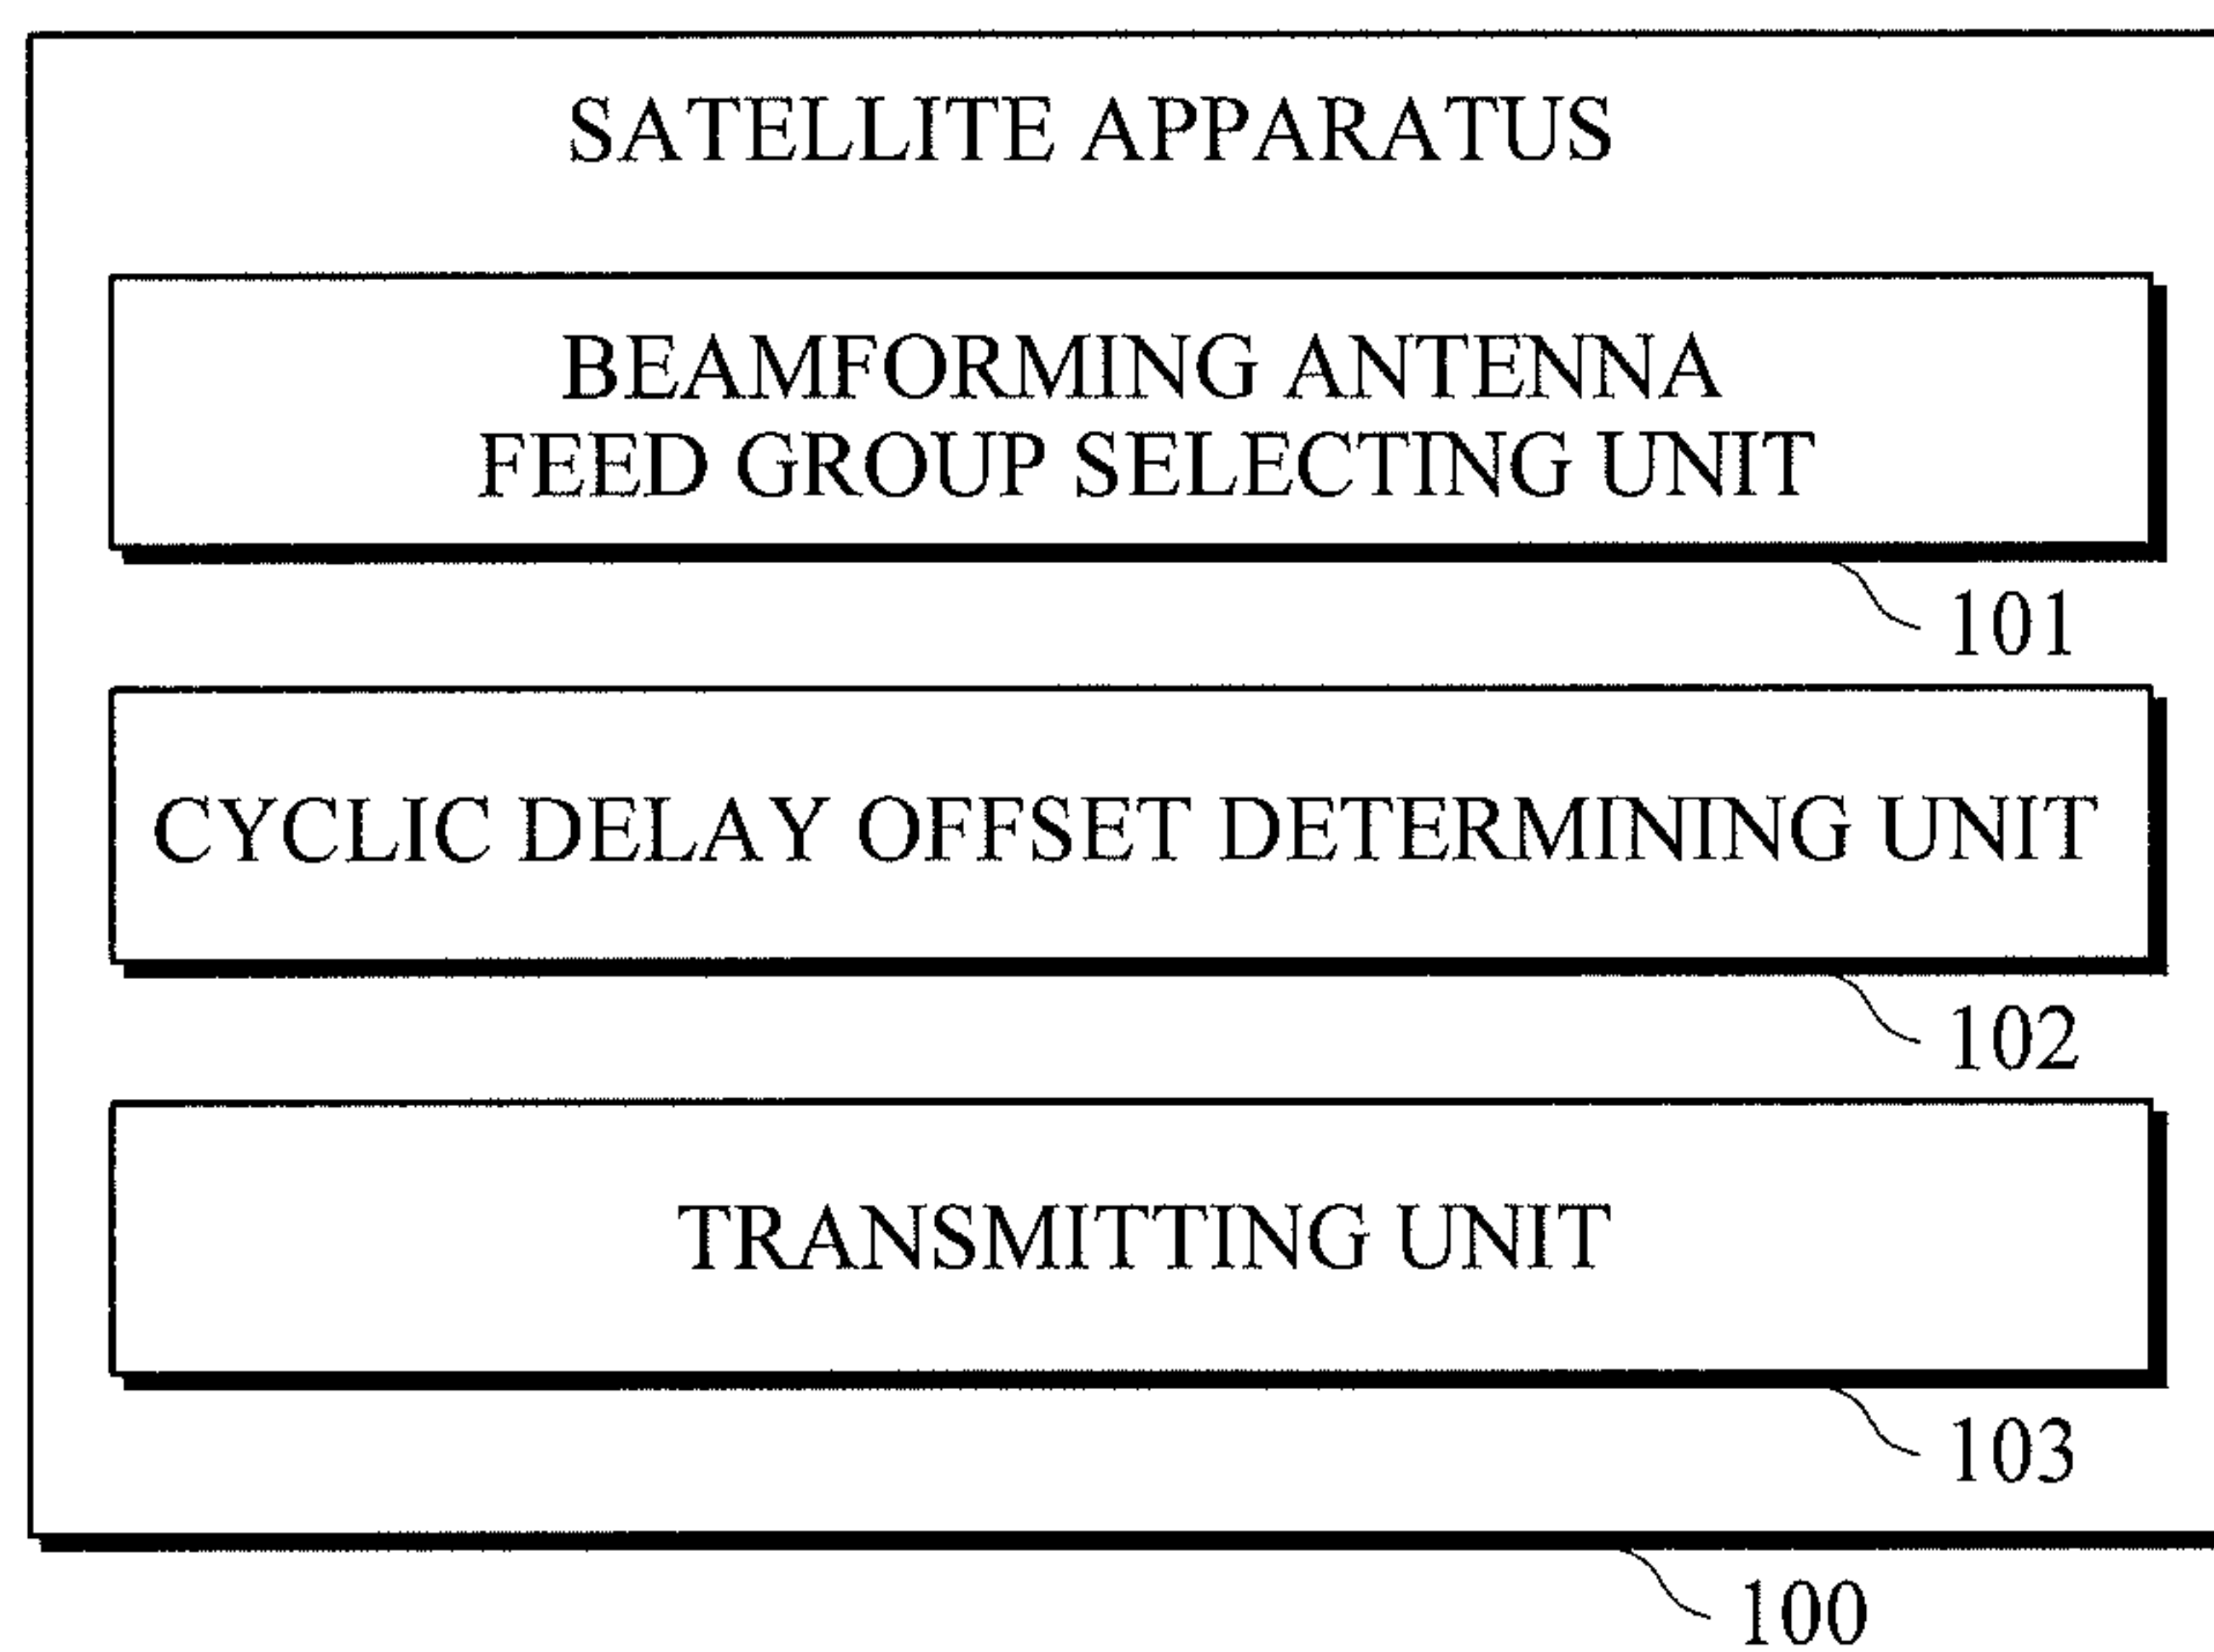 SATELLITE APPARATUS
BEAMFORMING ANTENNA
FEED GROUP SELECTING UNIT
101
CYCLIC DELAY OFFSET DETERMINING UNIT
102
TRANSMITTING UNIT
103
100